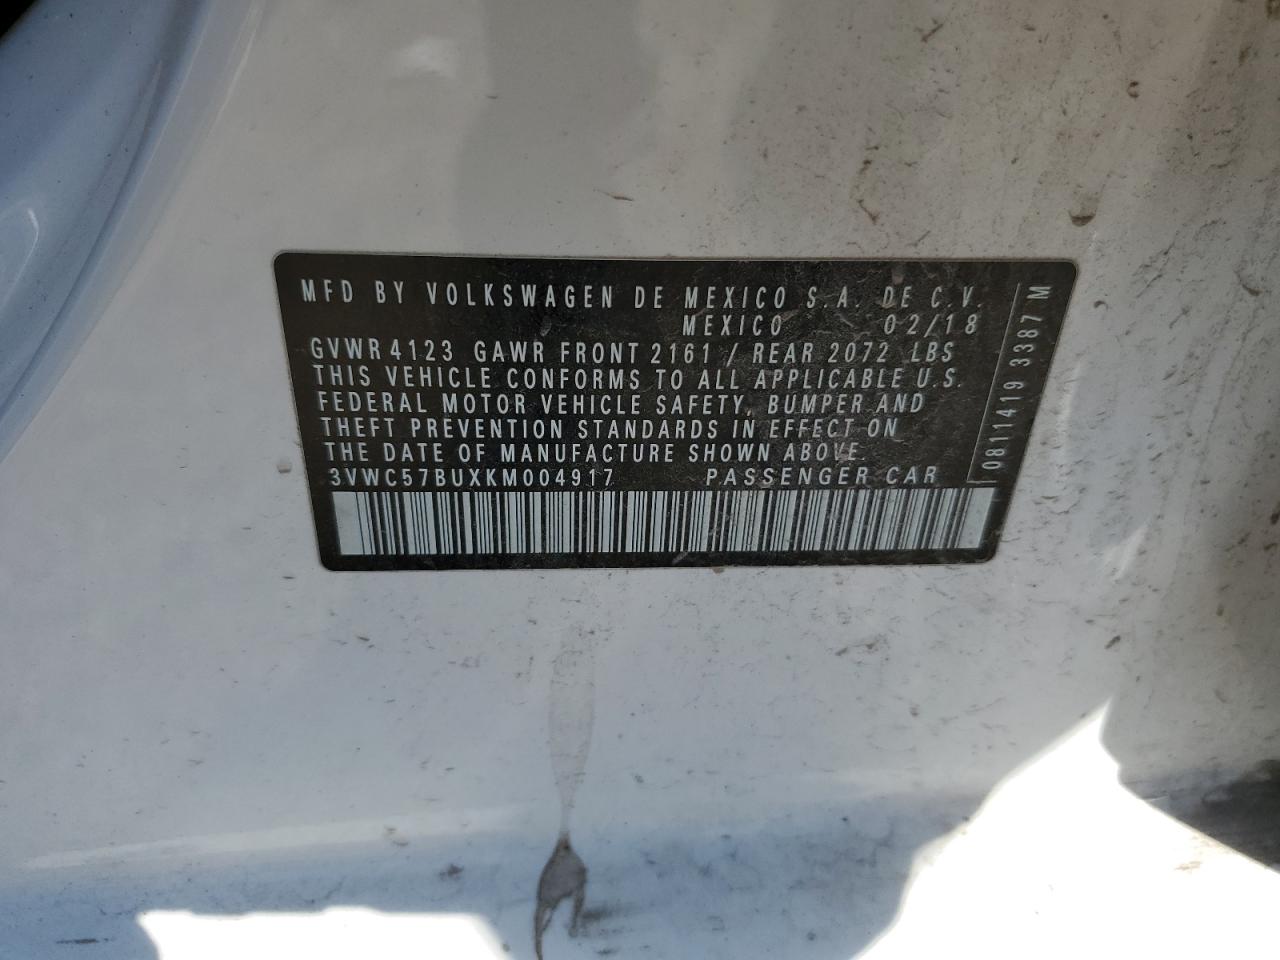 MFD BY VOLKSWAGEN DE MEXICO S.A. DE C.V.
MEXICO 02/18
GVWR 4123 GAWR FRONT 2161 / REAR 2072 LBS
THIS VEHICLE CONFORMS TO ALL APPLICABLE U.S.
FEDERAL MOTOR VEHICLE SAFETY, BUMPER AND
THEFT PREVENTION STANDARDS IN EFFECT ON
THE DATE OF MANUFACTURE SHOWN ABOVE.
3VWC57BUXKM004917 PASSENGER CAR
0811419 3387 M